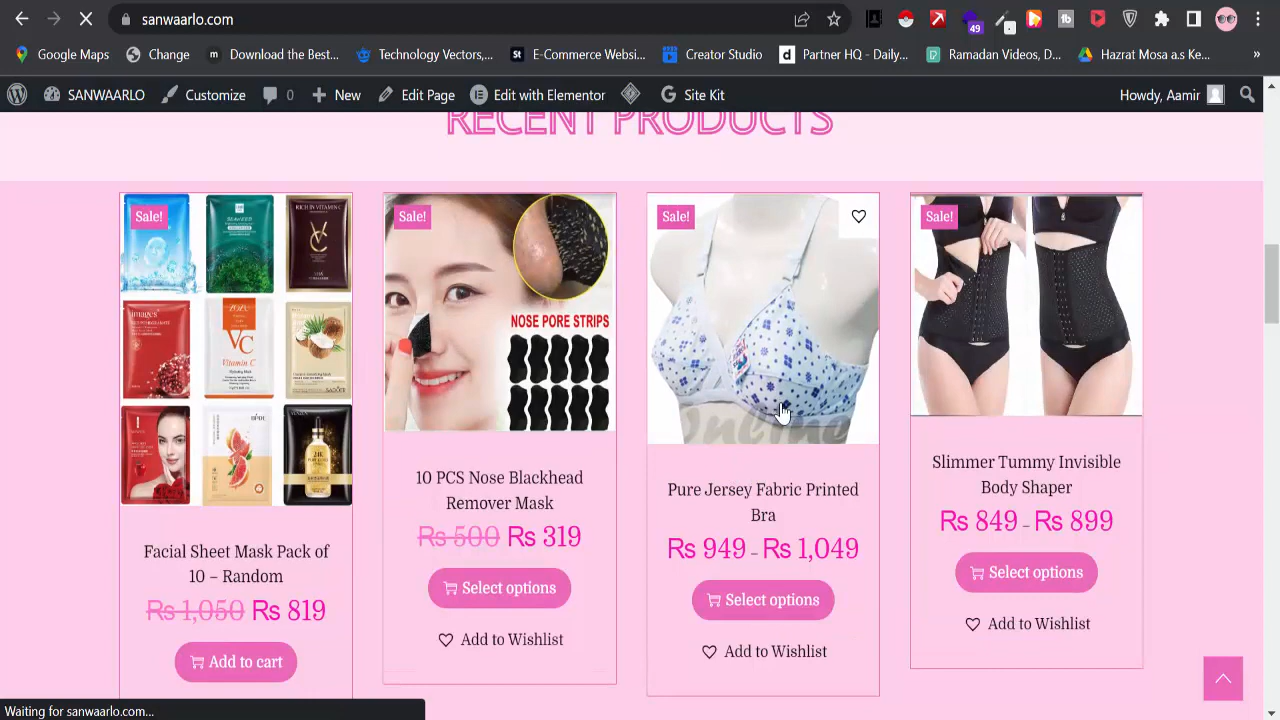 sanwaarlo.com
49
Google Maps
Change
Download the Best...
Technology Vectors,...
E-Commerce Websi...
Creator Studio
Partner HQ - Daily...
Ramadan Videos, D...
Hazrat Mosa a.s Ke...
»
SANWAARLO
Customize
0
New
Edit Page
Edit with Elementor
Site Kit
Howdy, Aamir
RECENT PRODUCTS
Sale!
Sale!
Sale!
Sale!
NOSE PORE STRIPS
Facial Sheet Mask Pack of
10 – Random
Rs 1,050 Rs 819
Add to cart
10 PCS Nose Blackhead
Remover Mask
Rs 500 Rs 319
Select options
Add to Wishlist
Pure Jersey Fabric Printed
Bra
Rs 949 - Rs 1,049
Select options
Add to Wishlist
Slimmer Tummy Invisible
Body Shaper
Rs 849 - Rs 899
Select options
Add to Wishlist
Waiting for sanwaarlo.com...